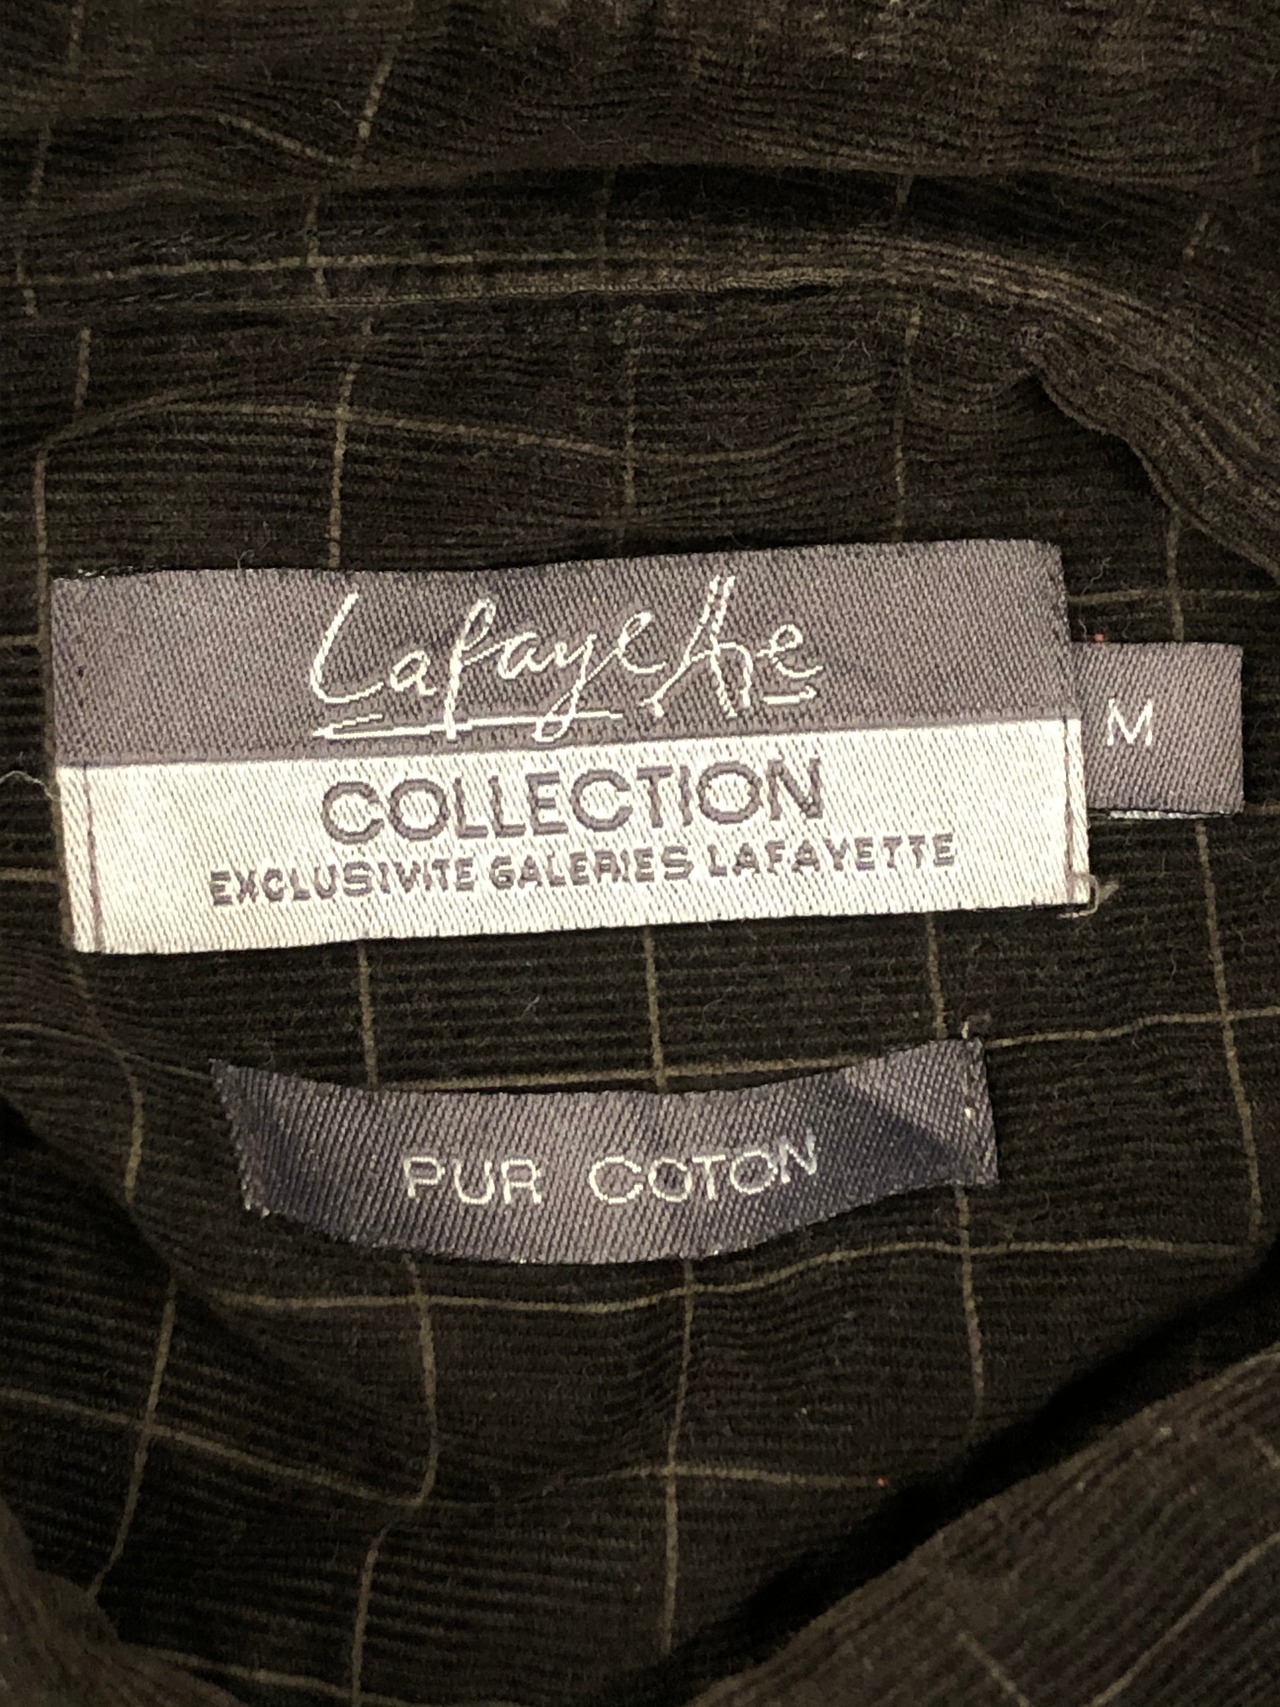 Lafayette
COLLECTION
EXCLUSIVITE GALERIES LAFAYETTE
M
PUR COTON